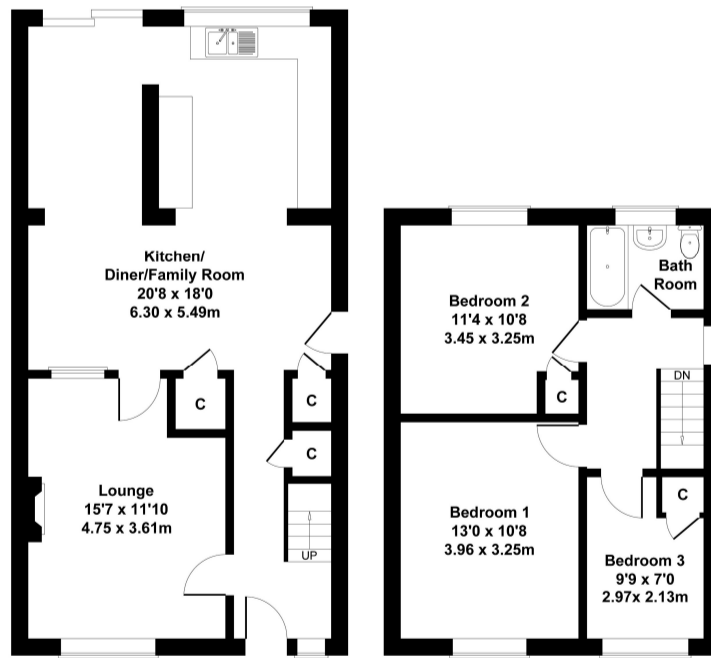 Kitchen/
Diner/Family Room
20'8 x 18'0
6.30 x 5.49m
C
C
C
Lounge
15'7 x 11'10
4.75 x 3.61m
UP
Bedroom 2
11'4 x 10'8
3.45 x 3.25m
Bath
Room
C
DN
Bedroom 1
13'0 x 10'8
3.96 x 3.25m
C
Bedroom 3
9'9 x 7'0
2.97x 2.13m